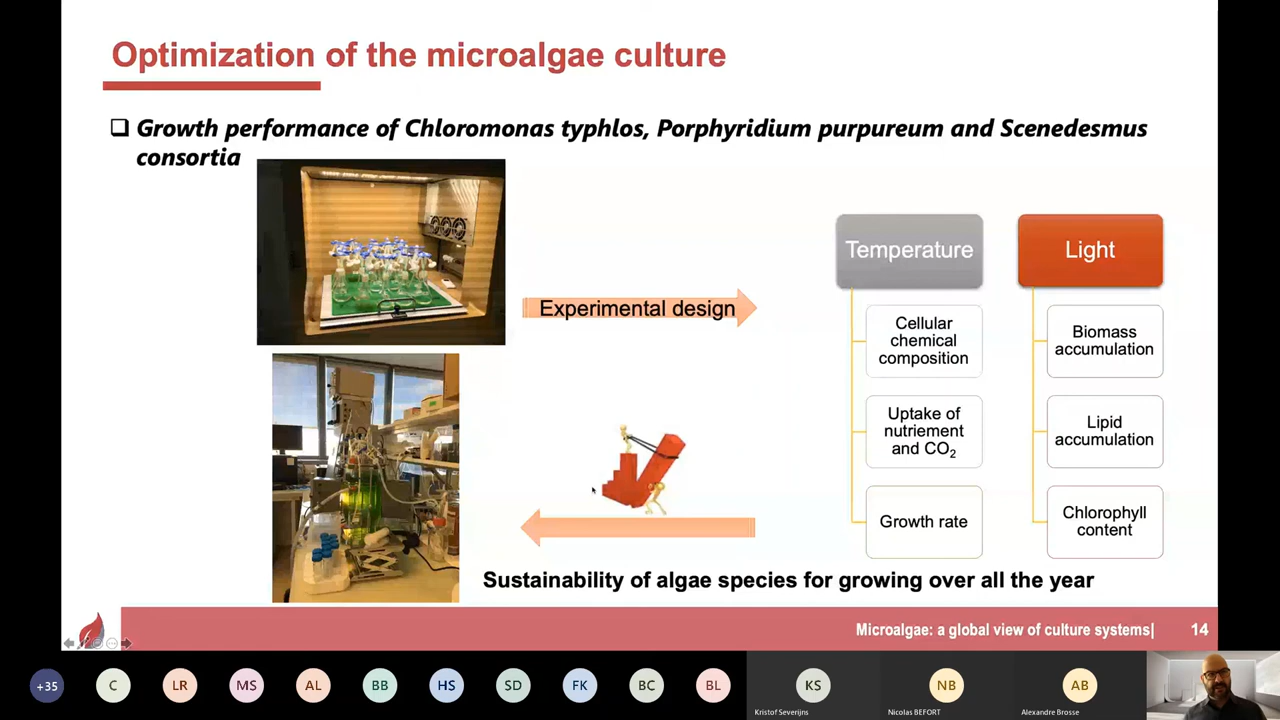 Optimization of the microalgae culture
Growth performance of Chloromonas typhlos, Porphyridium purpureum and Scenedesmus
consortia
Experimental design
Temperature
Cellular
chemical
composition
Uptake of
nutriement
and CO₂
Growth rate
Light
Biomass
accumulation
Lipid
accumulation
Chlorophyll
content
Sustainability of algae species for growing over all the year
Microalgae: a global view of culture systems|
14
+35
C
LR
MS
AL
BB
HS
SD
FK
BC
BL
KS
Kristof Severijns
NB
Nicolas BEFORT
AB
Alexandre Brosse